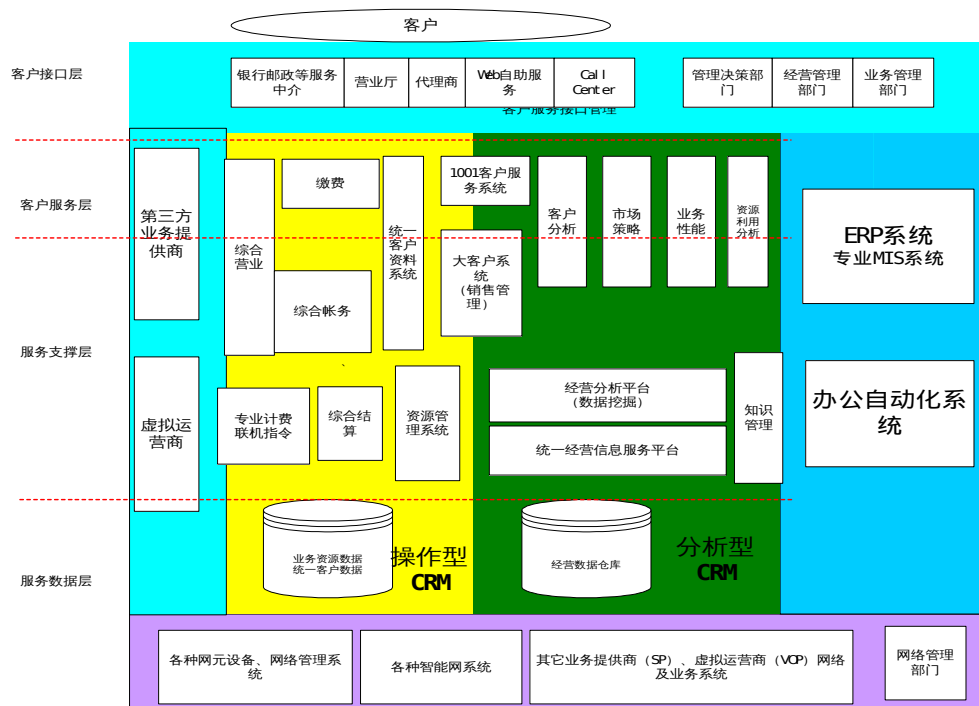 客户
客户接口层
银行邮政等服务
中介
营业厅
代理商
Web自助服
务
Call
Center
管理决策部
门
经营管理
部门
业务管理
部门
客户服务接口管理
客户服务层
第三方
业务提
供商
综合
营业
缴费
统一
客户
资料
系统
1001客户服
务系统
客户
分析
市场
策略
业务
性能
资源
利用
分析
ERP系统
专业MIS系统
大客户系
统
（销售管
理）
综合帐务
、
服务支撑层
虚拟运
营商
专业计费
联机指令
综合结
算
资源管
理系统
经营分析平台
（数据挖掘）
统一经营信息服务平台
知识
管理
办公自动化系
统
服务数据层
业务资源数据
统一客户数据
操作型
CRM
经营数据仓库
分析型
CRM
各种网元设备、网络管理系
统
各种智能网系统
其它业务提供商（SP）、虚拟运营商（VOP）网络
及业务系统
网络管理
部门